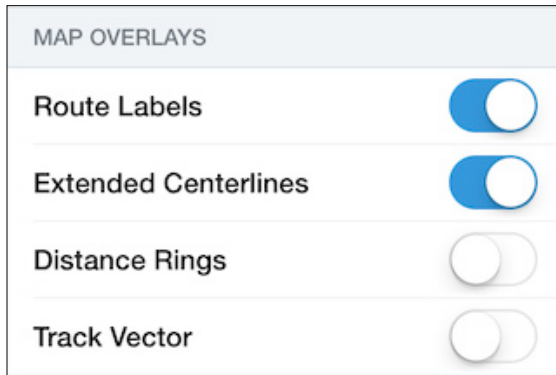 MAP OVERLAYS
Route Labels
Extended Centerlines
Distance Rings
Track Vector